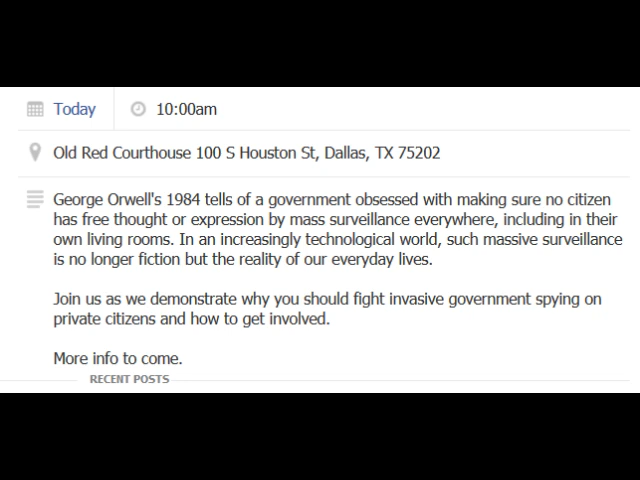 Today 10:00am
Old Red Courthouse 100 S Houston St, Dallas, TX 75202
George Orwell's 1984 tells of a government obsessed with making sure no citizen
has free thought or expression by mass surveillance everywhere, including in their
own living rooms. In an increasingly technological world, such massive surveillance
is no longer fiction but the reality of our everyday lives.
Join us as we demonstrate why you should fight invasive government spying on
private citizens and how to get involved.
More info to come.
RECENT POSTS